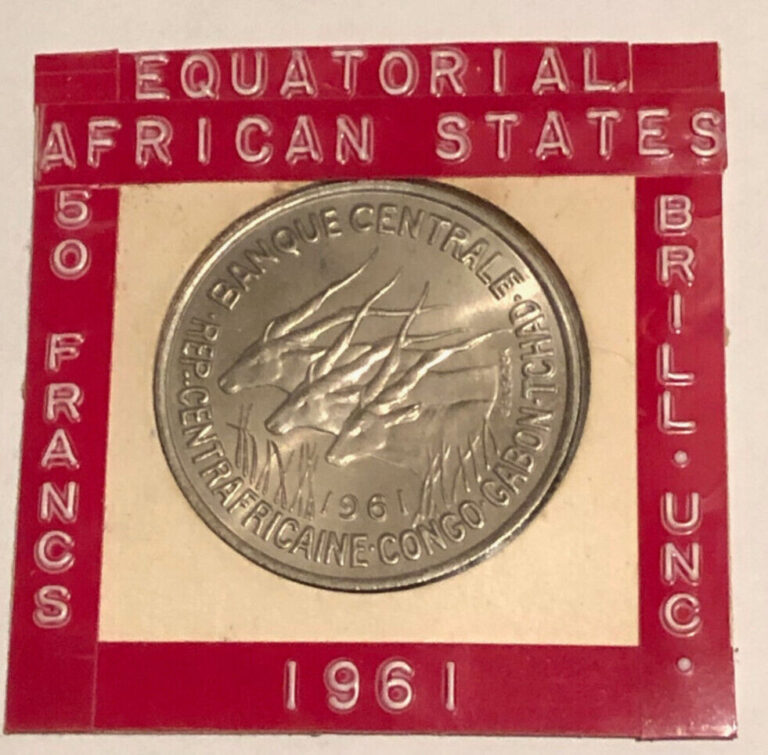 EQUATORIAL
AFRICAN STATES
50 FRANCS
BRILL. UNC.
BANQUE CENTRALE
REP. CENTRAFRICAINE · CONGO · GABON · TCHAD ·
1961
1961